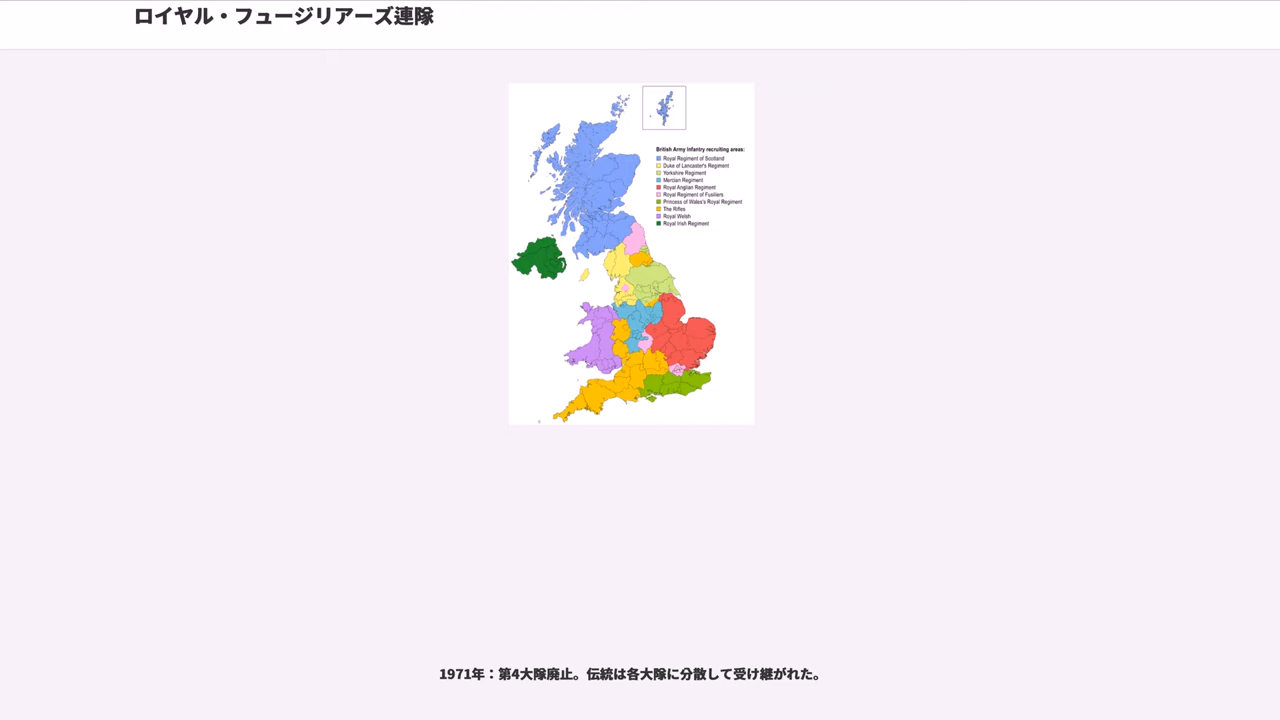 ロイヤル・フュージリアーズ連隊
British Army Infantry recruiting areas:
Royal Regiment of Scotland
Duke of Lancaster's Regiment
Yorkshire Regiment
Mercian Regiment
Royal Anglian Regiment
Royal Regiment of Fusiliers
Princess of Wales's Royal Regiment
The Rifles
Royal Welsh
Royal Irish Regiment
1971年：第4大隊廃止。伝統は各大隊に分散して受け継がれた。